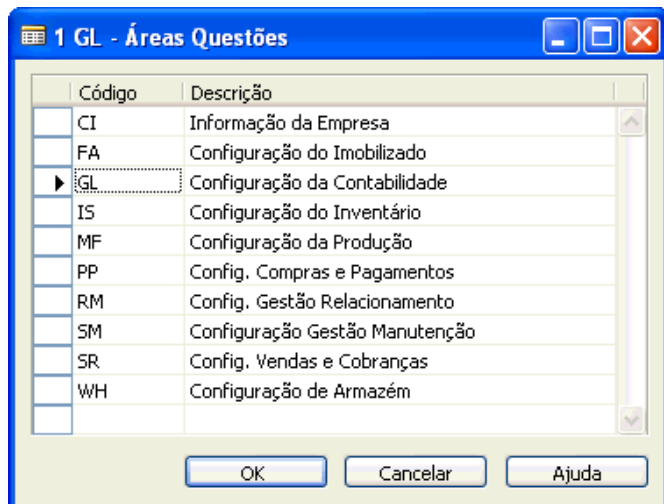 1 GL - Áreas Questões
Código Descrição
CI Informação da Empresa
FA Configuração do Imobilizado
GL Configuração da Contabilidade
IS Configuração do Inventário
MF Configuração da Produção
PP Config. Compras e Pagamentos
RM Config. Gestão Relacionamento
SM Configuração Gestão Manutenção
SR Config. Vendas e Cobranças
WH Configuração de Armazém
OK Cancelar Ajuda